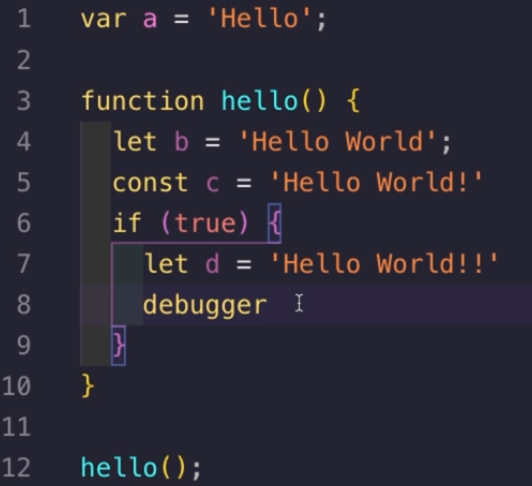 1 var a = 'Hello';
2
3 function hello() {
4 let b = 'Hello World';
5 const c = 'Hello World!'
6 if (true) {
7 let d = 'Hello World!!'
8 debugger
9 }
10 }
11
12 hello();